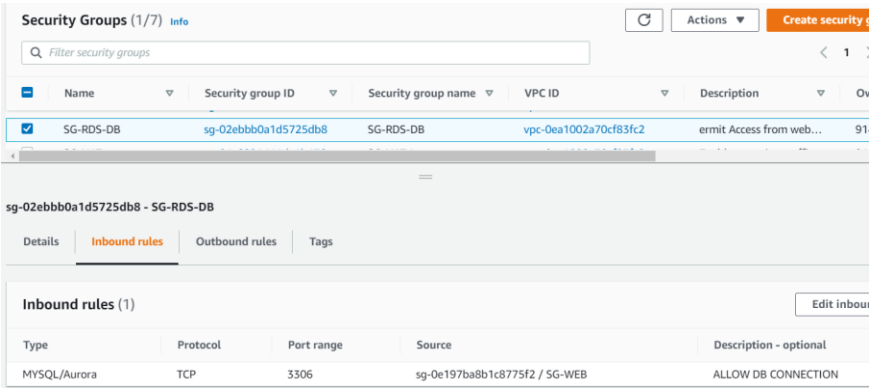 Security Groups (1/7) Info
Actions ▼
Create security g
Filter security groups
1
Name
Security group ID
Security group name
VPC ID
Description
Ow
SG-RDS-DB
sg-02ebbb0a1d5725db8
SG-RDS-DB
vpc-0ea1002a70cf83fc2
ermit Access from web...
91
sg-02ebbb0a1d5725db8 - SG-RDS-DB
Details
Inbound rules
Outbound rules
Tags
Inbound rules (1)
Edit inbour
Type
Protocol
Port range
Source
Description - optional
MYSQL/Aurora
TCP
3306
sg-0e197ba8b1c8775f2 / SG-WEB
ALLOW DB CONNECTION